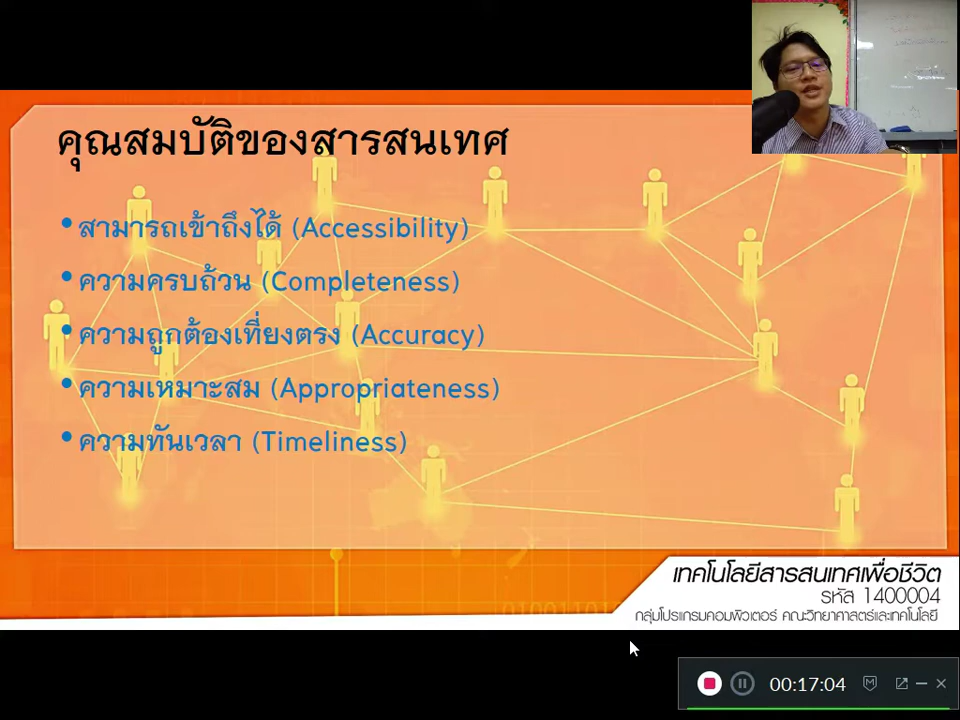 คุณสมบัติของสารสนเทศ
• สามารถเข้าถึงได้ (Accessibility)
• ความครบถ้วน (Completeness)
• ความถูกต้องเที่ยงตรง (Accuracy)
• ความเหมาะสม (Appropriateness)
• ความทันเวลา (Timeliness)
เทคโนโลยีสารสนเทศเพื่อชีวิต
รหัส 1400004
กลุ่มโปรแกรมคอมพิวเตอร์ คณะวิทยาศาสตร์และเทคโนโลยี
00:17:04